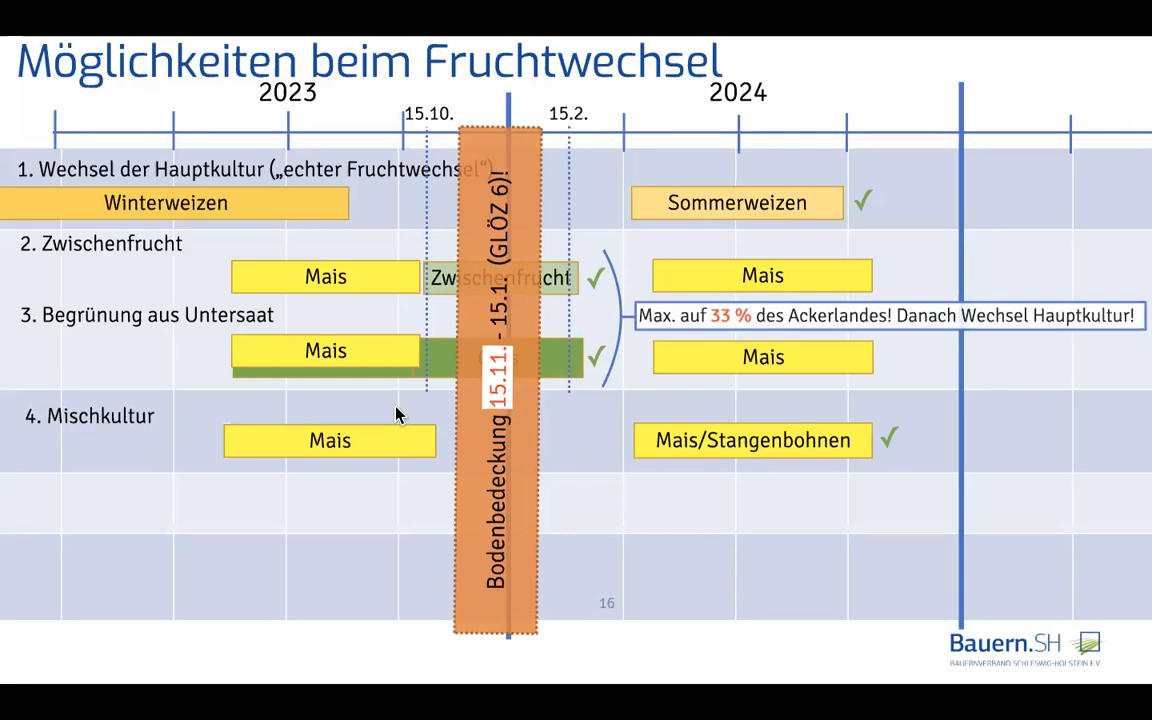 Möglichkeiten beim Fruchtwechsel
2023
2024
15.10.
15.2.
1. Wechsel der Hauptkultur („echter Fruchtwechsel“)
Winterweizen
Sommerweizen
2. Zwischenfrucht
Mais
Zwischenfrucht
Mais
3. Begrünung aus Untersaat
Max. auf 33 % des Ackerlandes! Danach Wechsel Hauptkultur!
Mais
Mais
4. Mischkultur
Mais
Mais/Stangenbohnen
Bodenbedeckung 15.11. - 15.1. (GLÖZ 6)!
16
Bauern.SH
BAUERNVERBAND SCHLESWIG-HOLSTEIN E.V.